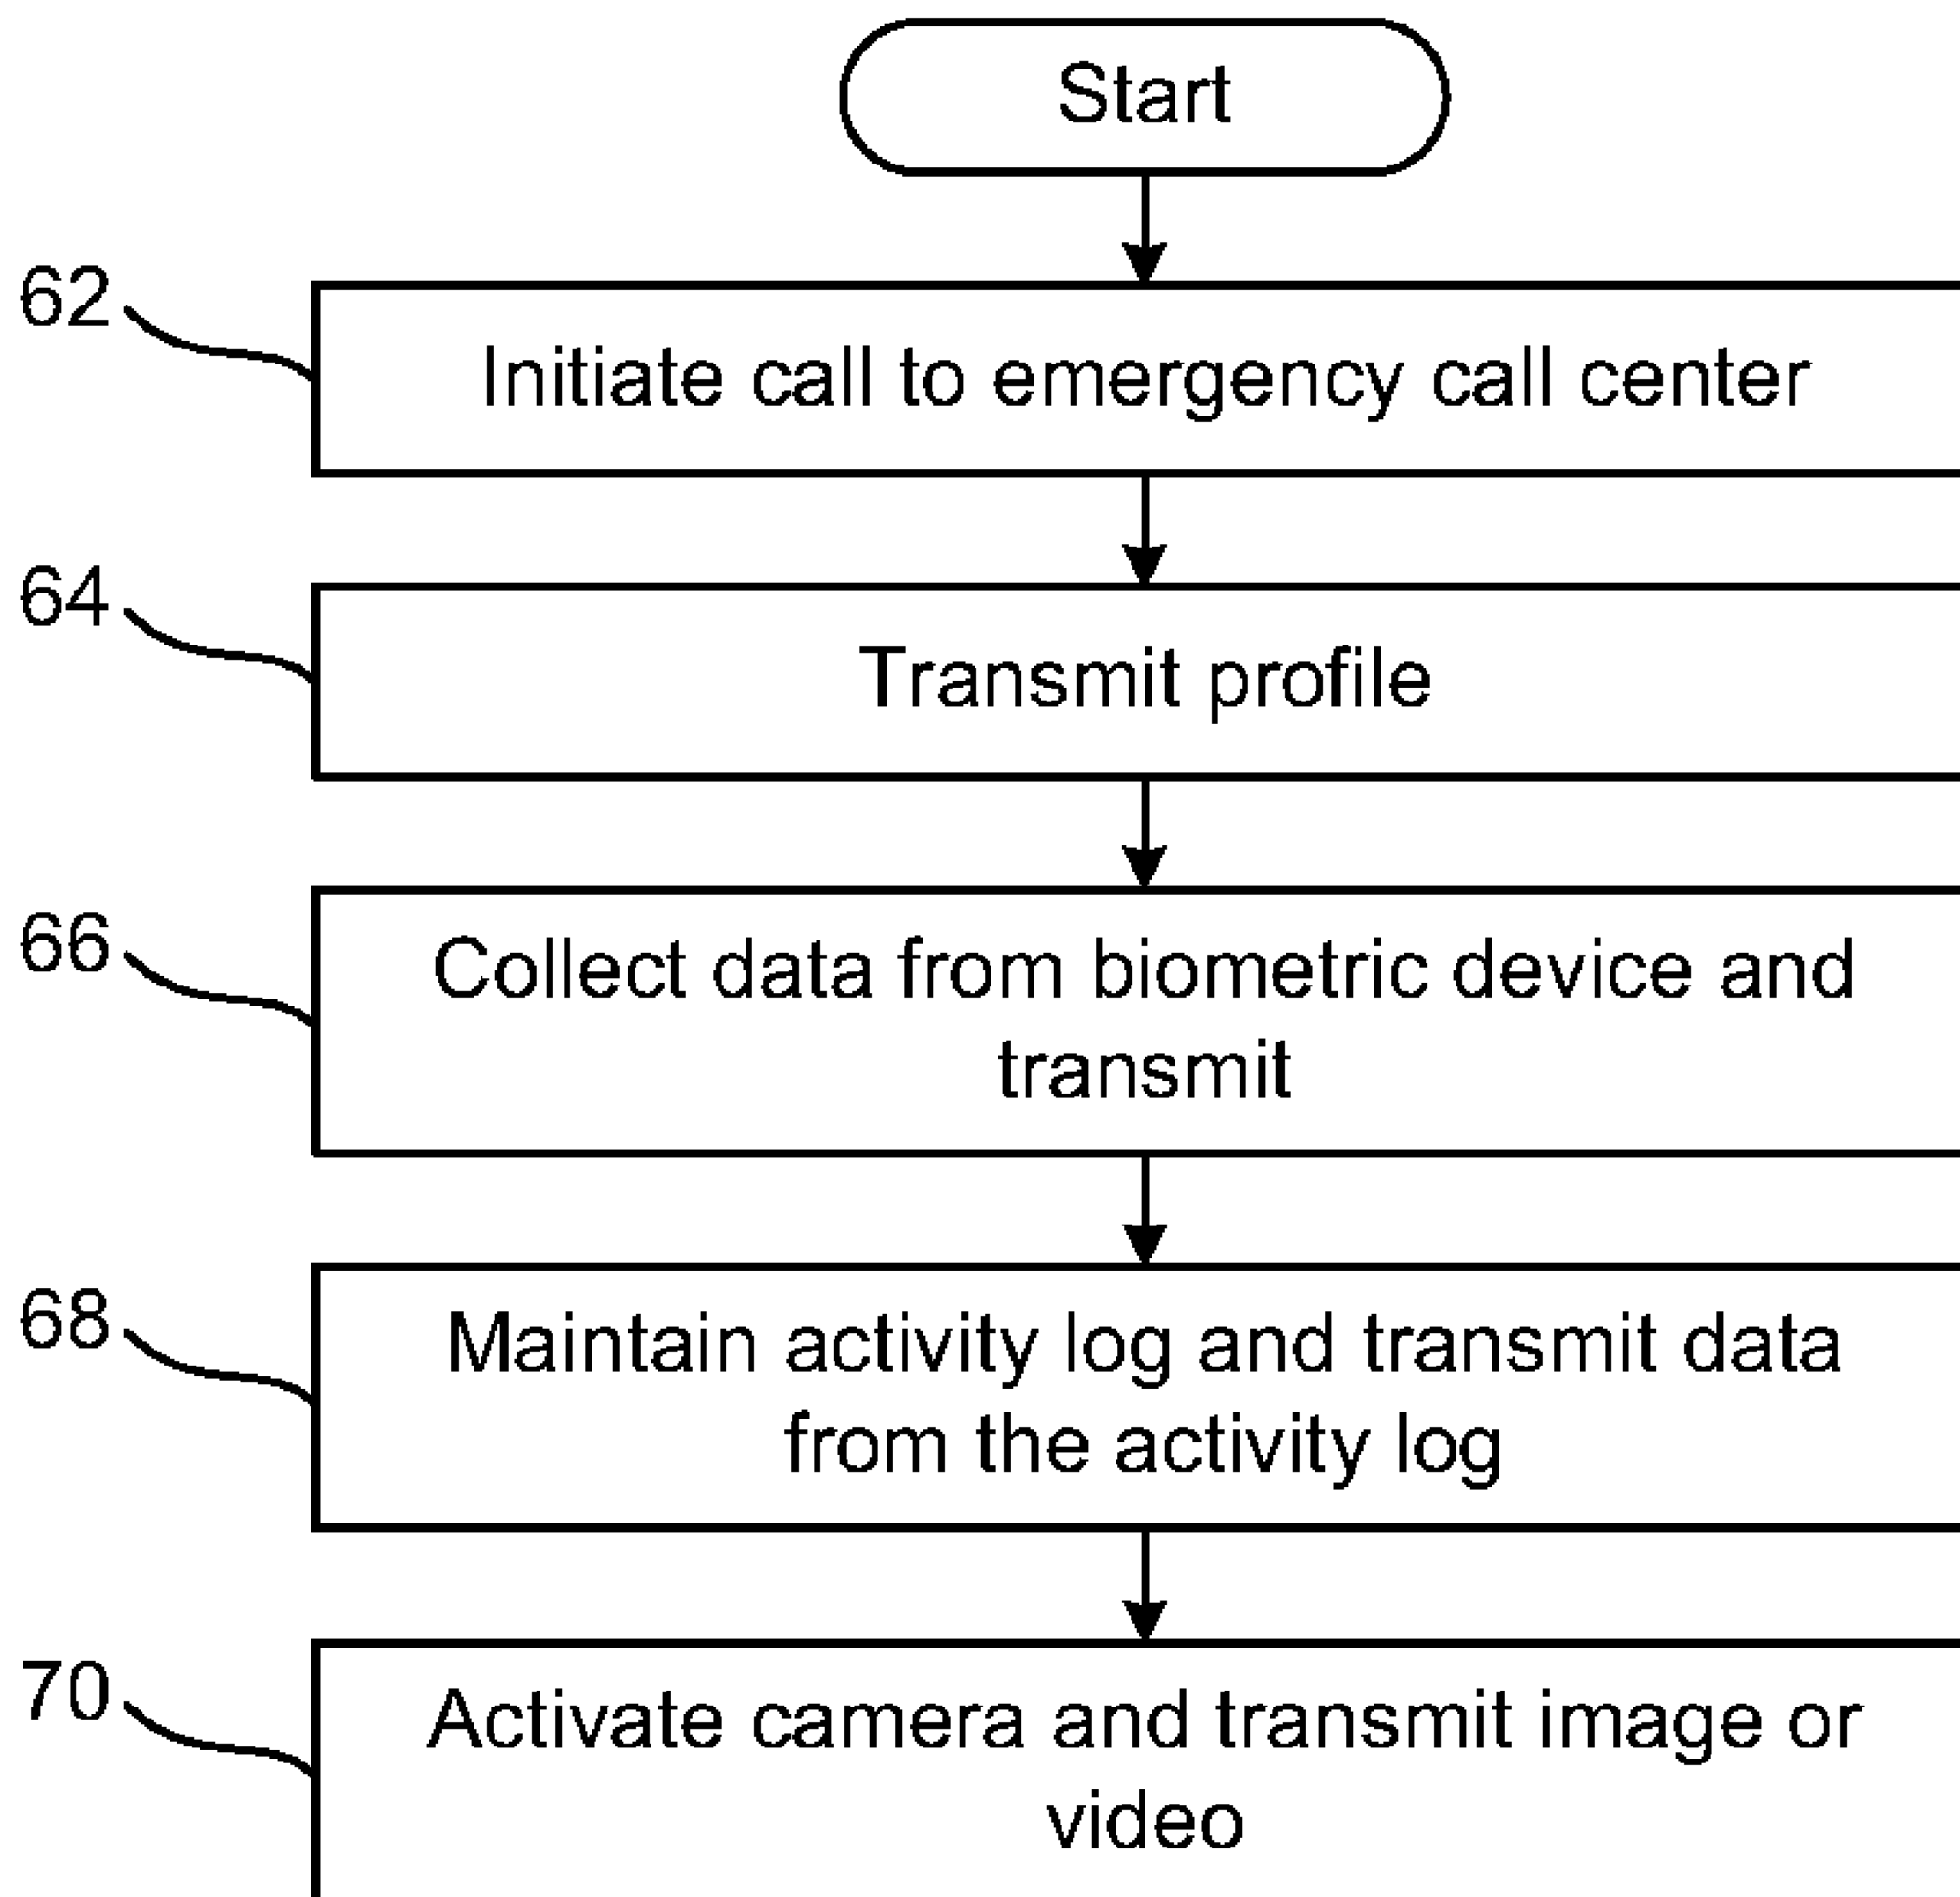 Start
62
Initiate call to emergency call center
64
Transmit profile
66
Collect data from biometric device and
transmit
68
Maintain activity log and transmit data
from the activity log
70
Activate camera and transmit image or
video